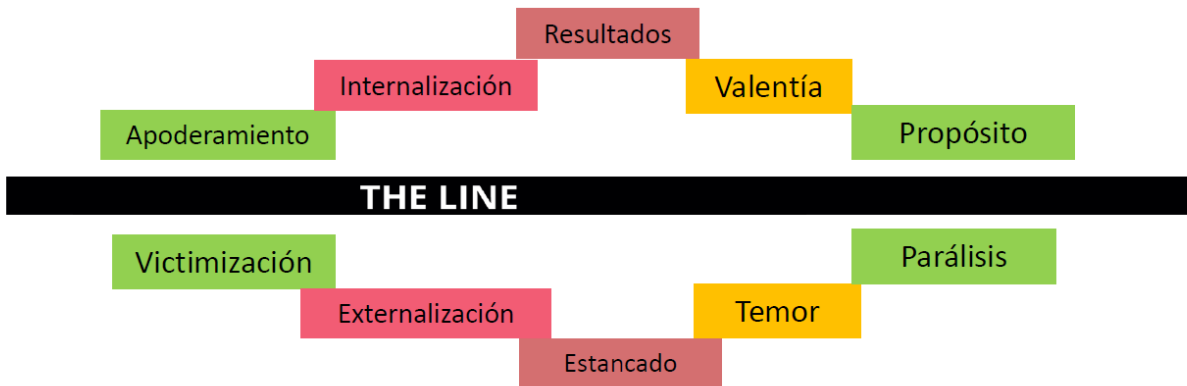 Resultados
Internalización
Valentía
Apoderamiento
Propósito
THE LINE
Victimización
Parálisis
Externalización
Temor
Estancado